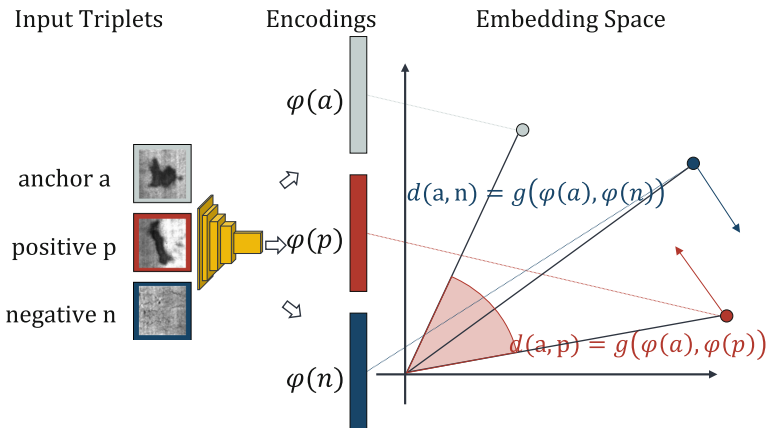 Input Triplets
Encodings
Embedding Space
φ(a)
anchor a
d(a, n) = g(φ(a), φ(n))
positive p
φ(p)
negative n
d(a, p) = g(φ(a), φ(p))
φ(n)